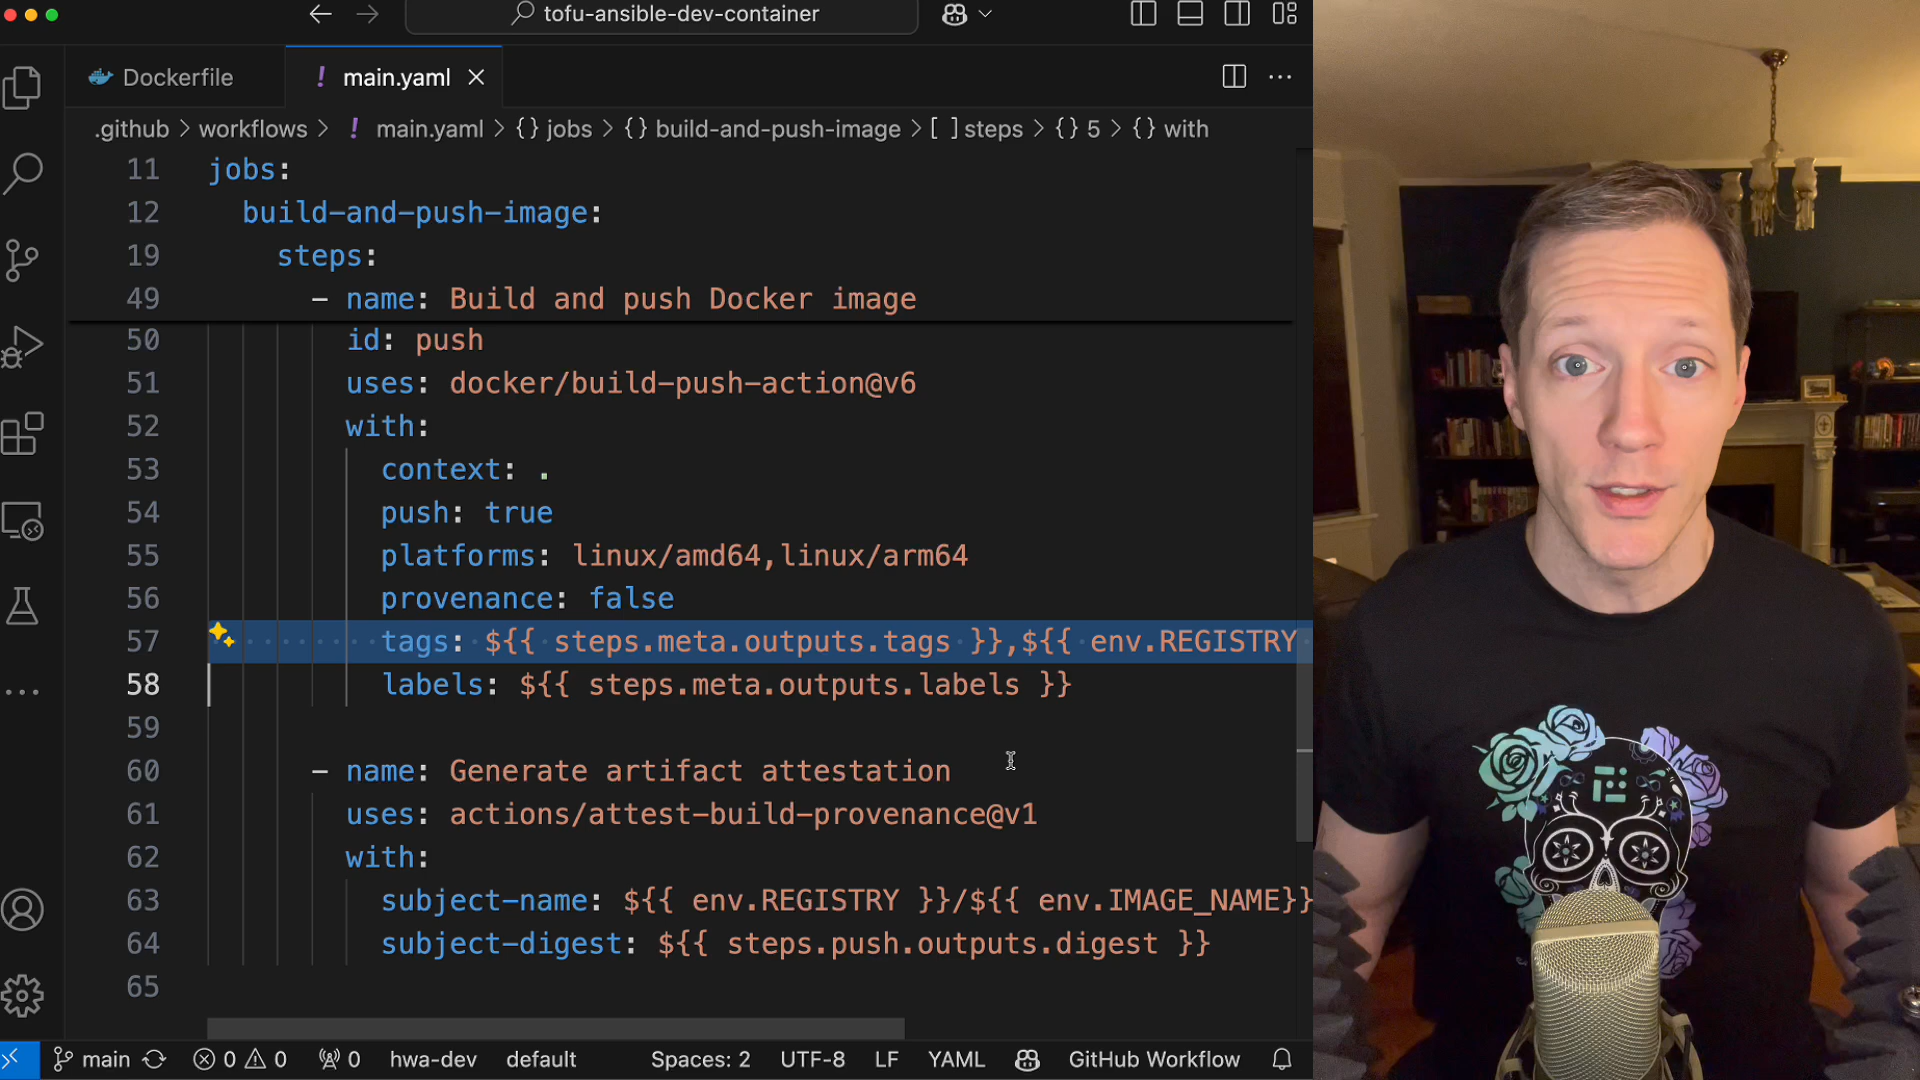 tofu-ansible-dev-container
Dockerfile
! main.yaml
.github > workflows > ! main.yaml > {} jobs > {} build-and-push-image > [ ] steps > {} 5 > {} with
11 jobs:
12 build-and-push-image:
19 steps:
49 - name: Build and push Docker image
50 id: push
51 uses: docker/build-push-action@v6
52 with:
53 context: .
54 push: true
55 platforms: linux/amd64,linux/arm64
56 provenance: false
57 tags: ${{ steps.meta.outputs.tags }},${{ env.REGISTRY
58 labels: ${{ steps.meta.outputs.labels }}
59
60 - name: Generate artifact attestation
61 uses: actions/attest-build-provenance@v1
62 with:
63 subject-name: ${{ env.REGISTRY }}/${{ env.IMAGE_NAME}}
64 subject-digest: ${{ steps.push.outputs.digest }}
65
main 0 0 0 hwa-dev default Spaces: 2 UTF-8 LF YAML GitHub Workflow